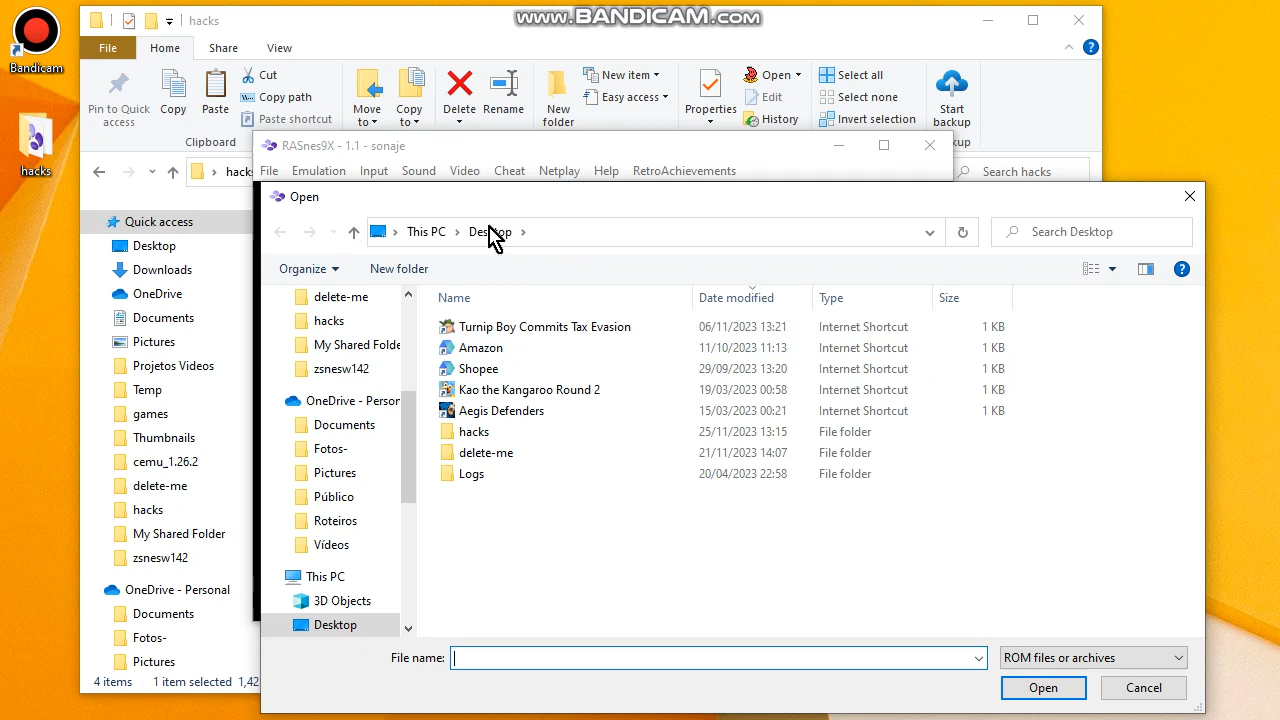 www.BANDICAM.com
Bandicam
hacks
hacks
File Home Share View
Pin to Quick access
Copy
Paste
Cut
Copy path
Paste shortcut
Clipboard
Move to
Copy to
Delete
Rename
New folder
New item
Easy access
Properties
Open
Edit
History
Select all
Select none
Invert selection
Start backup
hacks
Search hacks
Quick access
Desktop
Downloads
OneDrive
Documents
Pictures
Projetos Videos
Temp
games
Thumbnails
cemu_1.26.2
delete-me
hacks
My Shared Folder
zsnesw142
OneDrive - Personal
Documents
Fotos-
Pictures
4 items 1 item selected 1,42
RASnes9X - 1.1 - sonaje
File Emulation Input Sound Video Cheat Netplay Help RetroAchievements
Open
This PC > Desktop >
Search Desktop
Organize New folder
delete-me
hacks
My Shared Folde
zsnesw142
OneDrive - Person
Documents
Fotos-
Pictures
Público
Roteiros
Vídeos
This PC
3D Objects
Desktop
Name Date modified Type Size
Turnip Boy Commits Tax Evasion 06/11/2023 13:21 Internet Shortcut 1 KB
Amazon 11/10/2023 11:13 Internet Shortcut 1 KB
Shopee 29/09/2023 13:20 Internet Shortcut 1 KB
Kao the Kangaroo Round 2 19/03/2023 00:58 Internet Shortcut 1 KB
Aegis Defenders 15/03/2023 00:21 Internet Shortcut 1 KB
hacks 25/11/2023 13:15 File folder
delete-me 21/11/2023 14:07 File folder
Logs 20/04/2023 22:58 File folder
File name:
ROM files or archives
Open Cancel